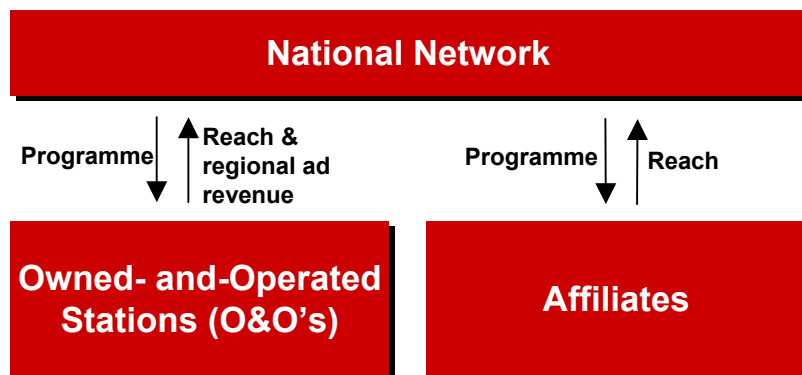 National Network
Programme
Reach &
regional ad
revenue
Programme
Reach
Owned- and-Operated
Stations (O&O's)
Affiliates